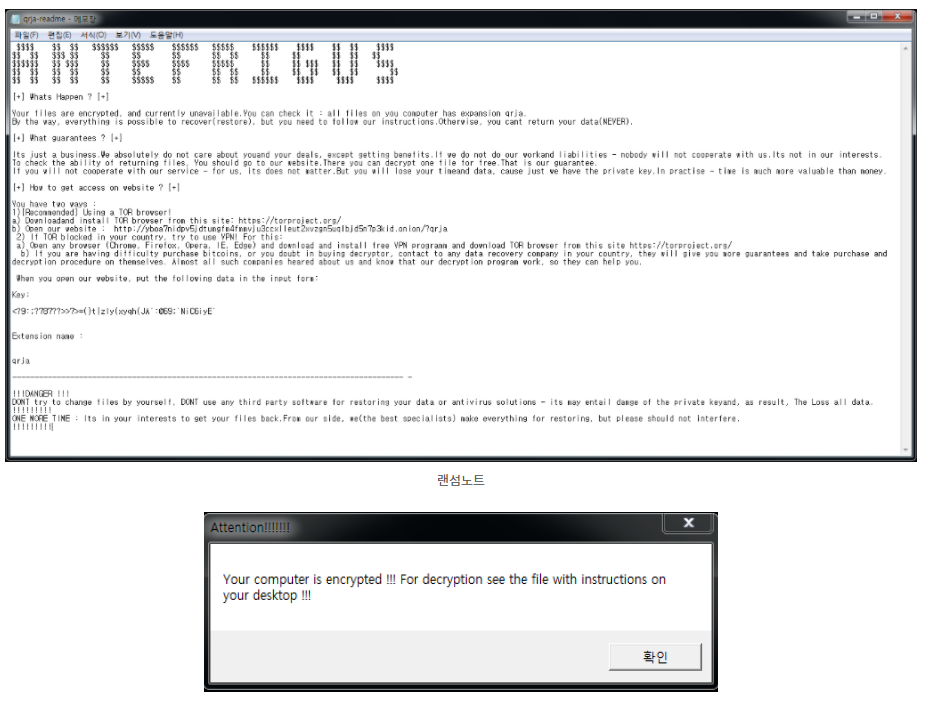 qrja-readme - 메모장
파일(F) 편집(E) 서식(O) 보기(V) 도움말(H)
[+] Whats Happen ? [+]
Your files are encrypted, and currently unavailable.You can check it : all files on you computer has expansion qrja.
By the way, everything is possible to recover(restore), but you need to follow our instructions.Otherwise, you cant return your data(NEVER).
[+] What guarantees ? [+]
Its just a business.We absolutely do not care about youand your deals, except getting benefits.If we do not do our workand liabilities - nobody will not cooperate with us.Its not in our interests.
To check the ability of returning files, You should go to our website.There you can decrypt one file for free.That is our guarantee.
If you will not cooperate with our service - for us, its does not matter.But you will lose your timeand data, cause just we have the private key.In practise - time is much more valuable than money.
[+] How to get access on website ? [+]
You have two ways :
1)[Recommended] Using a TOR browser!
a) Downloadand install TOR browser from this site: https://torproject.org/
b) Open our website :
2) If TOR blocked in your country, try to use VPN! For this:
a) Open any browser (Chrome, Firefox, Opera, IE, Edge) and download and install free VPN programm and download TOR browser from this site https://torproject.org/
b) If you are having difficulty purchase bitcoins, or you doubt in buying decryptor, contact to any data recovery company in your country, they will give you more guarantees and take purchase and
decryption procedure on themselves. Almost all such companies heared about us and know that our decryption program work, so they can help you.
When you open our website, put the following data in the input form:
Key:
Extension name :
qrja
!!!DANGER !!!
DONT try to change files by yourself, DONT use any third party software for restoring your data or antivirus solutions - its may entail damge of the private keyand, as result, The Loss all data.
!!!!!!!!!
ONE MORE TIME : Its in your interests to get your files back.From our side, we(the best specialists) make everything for restoring, but please should not interfere.
!!!!!!!!!
랜섬노트
Attention!!!!!!!
Your computer is encrypted !!! For decryption see the file with instructions on
your desktop !!!
확인